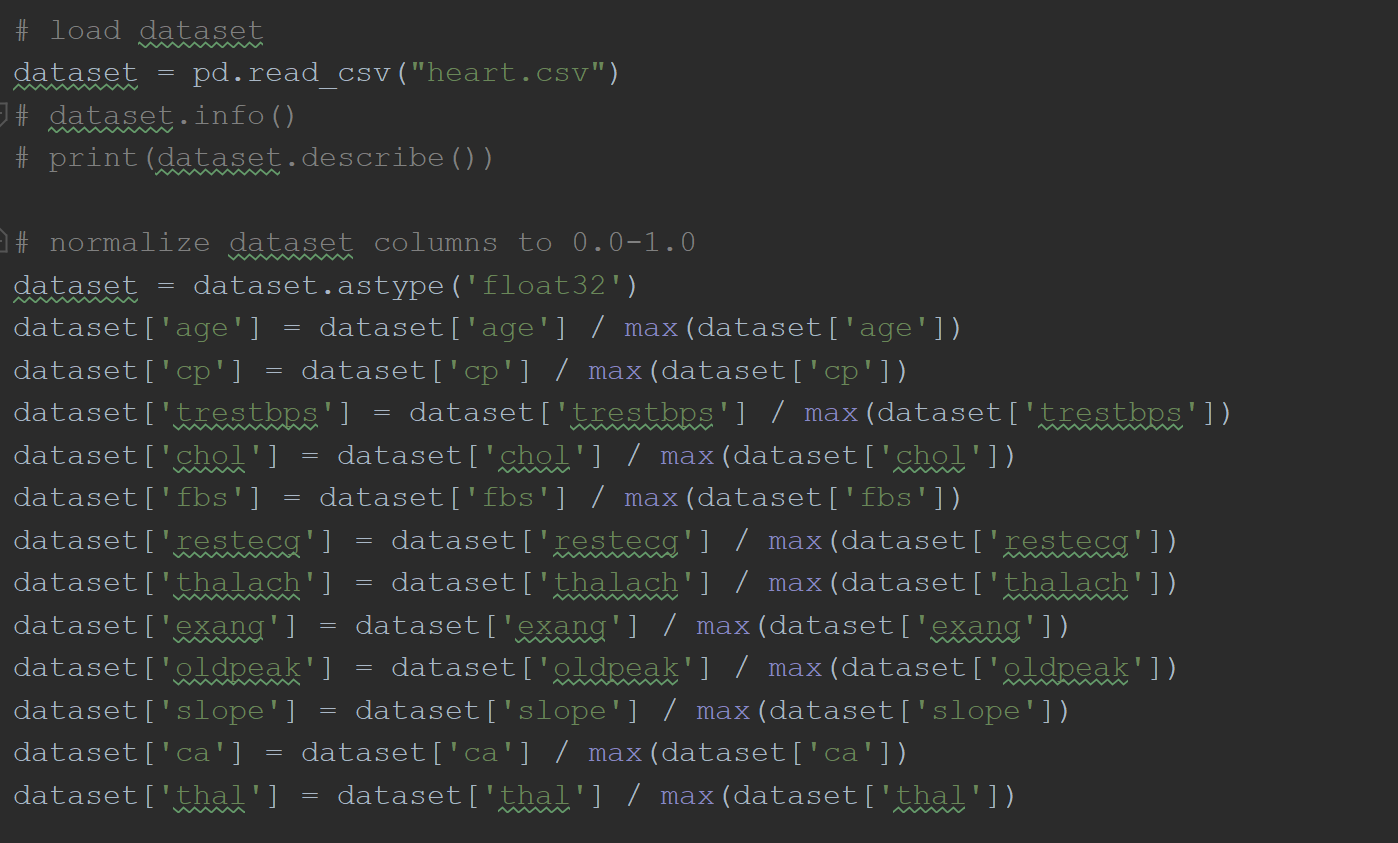 # load dataset
dataset = pd.read_csv("heart.csv")
# dataset.info()
# print(dataset.describe())
# normalize dataset columns to 0.0-1.0
dataset = dataset.astype('float32')
dataset['age'] = dataset['age'] / max(dataset['age'])
dataset['cp'] = dataset['cp'] / max(dataset['cp'])
dataset['trestbps'] = dataset['trestbps'] / max(dataset['trestbps'])
dataset['chol'] = dataset['chol'] / max(dataset['chol'])
dataset['fbs'] = dataset['fbs'] / max(dataset['fbs'])
dataset['restecg'] = dataset['restecg'] / max(dataset['restecg'])
dataset['thalach'] = dataset['thalach'] / max(dataset['thalach'])
dataset['exang'] = dataset['exang'] / max(dataset['exang'])
dataset['oldpeak'] = dataset['oldpeak'] / max(dataset['oldpeak'])
dataset['slope'] = dataset['slope'] / max(dataset['slope'])
dataset['ca'] = dataset['ca'] / max(dataset['ca'])
dataset['thal'] = dataset['thal'] / max(dataset['thal'])